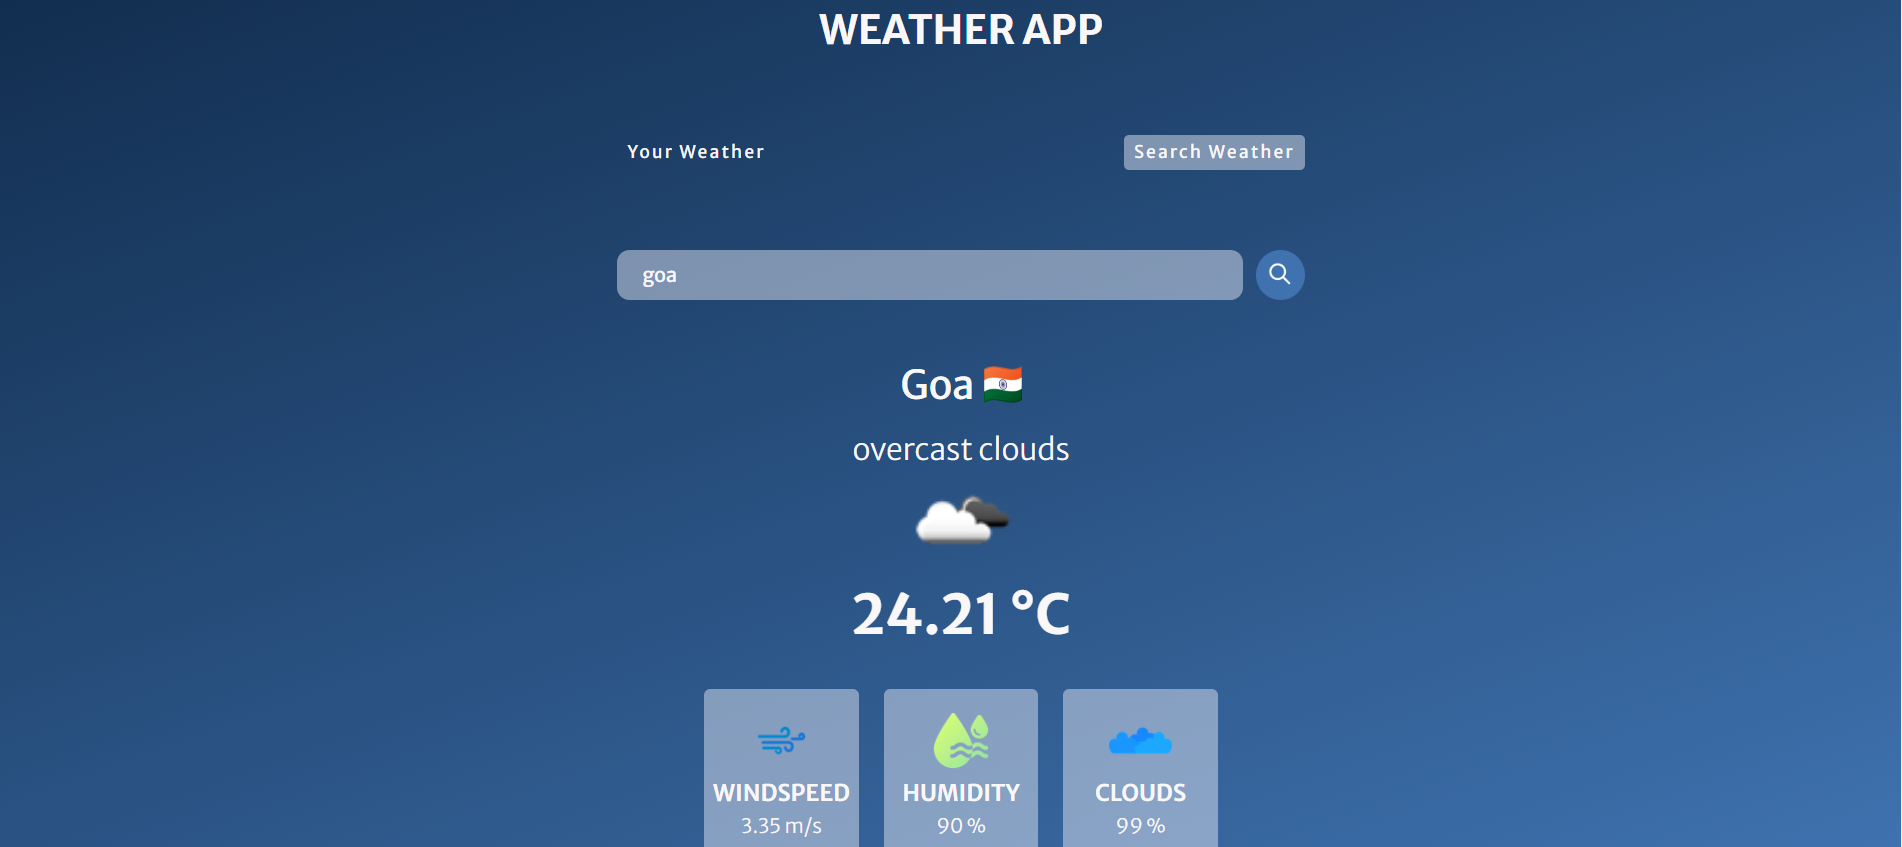 WEATHER APP
Your Weather
Search Weather
goa
Goa
overcast clouds
24.21 °C
WINDSPEED
3.35 m/s
HUMIDITY
90 %
CLOUDS
99 %